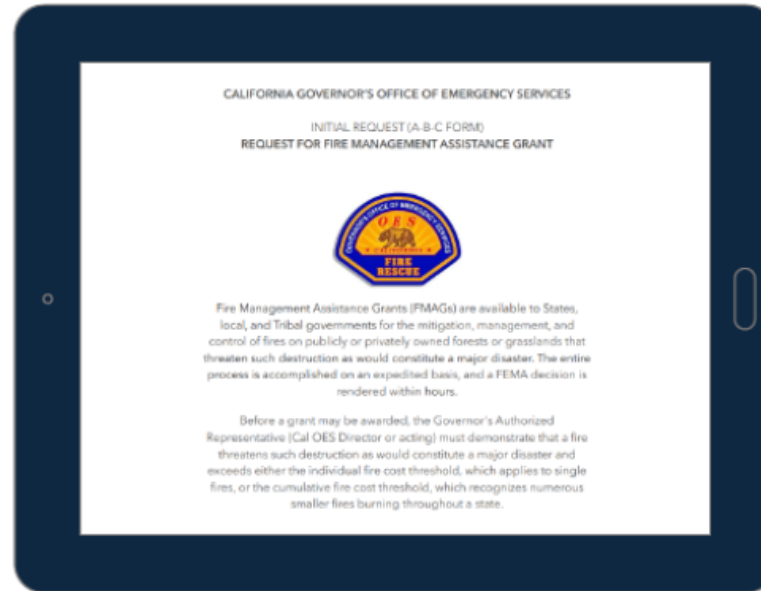 CALIFORNIA GOVERNOR'S OFFICE OF EMERGENCY SERVICES
INITIAL REQUEST (A-B-C FORM)
REQUEST FOR FIRE MANAGEMENT ASSISTANCE GRANT
GOVERNOR'S OFFICE OF EMERGENCY SERVICES
OES
CALIFORNIA
FIRE
RESCUE
Fire Management Assistance Grants (FMAGs) are available to States,
local, and Tribal governments for the mitigation, management, and
control of fires on publicly or privately owned forests or grasslands that
threaten such destruction as would constitute a major disaster. The entire
process is accomplished on an expedited basis, and a FEMA decision is
rendered within hours.
Before a grant may be awarded, the Governor's Authorized
Representative (Cal OES Director or acting) must demonstrate that a fire
threatens such destruction as would constitute a major disaster and
exceeds either the individual fire cost threshold, which applies to single
fires, or the cumulative fire cost threshold, which recognizes numerous
smaller fires burning throughout a state.